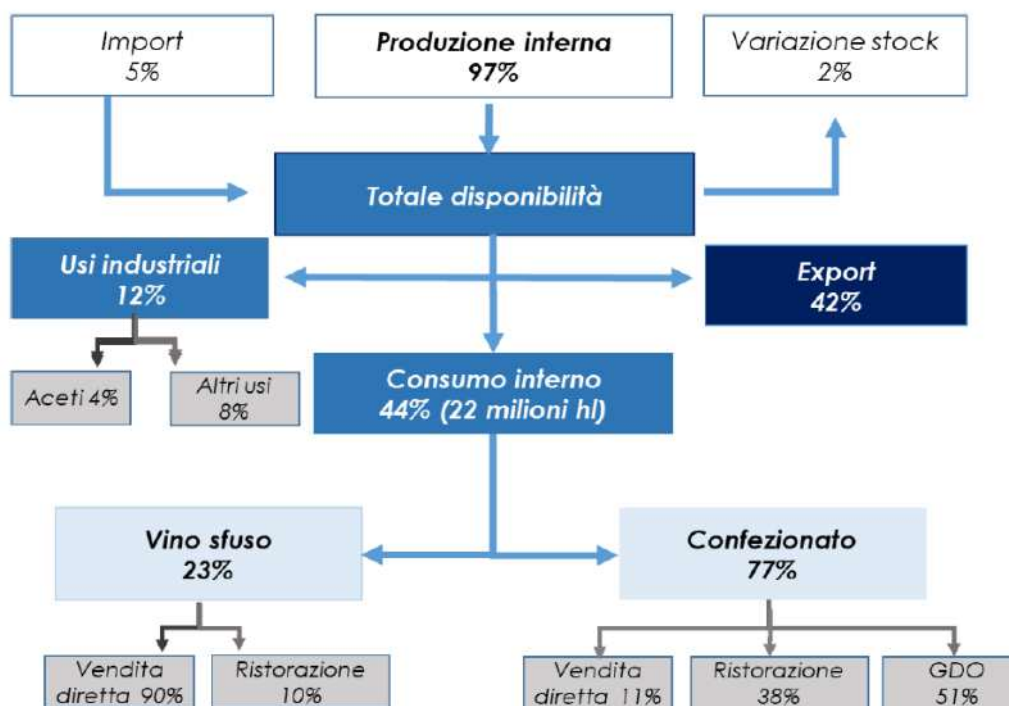 Import
5%
Produzione interna
97%
Variazione stock
2%
Totale disponibilità
Usi industriali
12%
Export
42%
Aceti 4%
Altri usi
8%
Consumo interno
44% (22 milioni hl)
Vino sfuso
23%
Confezionato
77%
Vendita
diretta 90%
Ristorazione
10%
Vendita
diretta 11%
Ristorazione
38%
GDO
51%